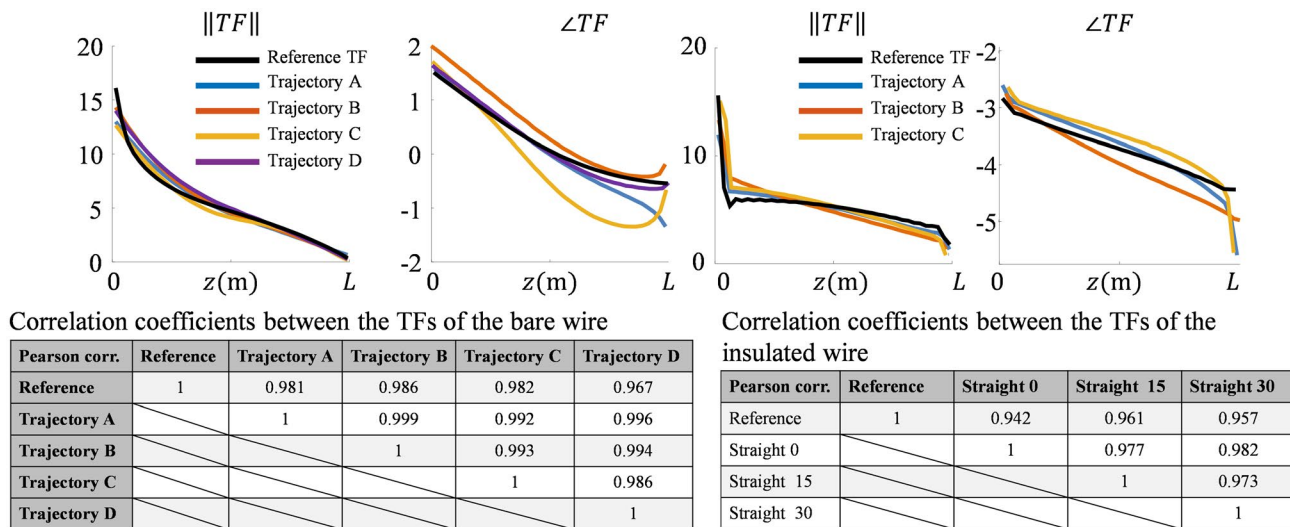 ‖TF‖
∠TF
‖TF‖
∠TF
20
15
10
5
0
0
z(m)
L
Reference TF
Trajectory A
Trajectory B
Trajectory C
Trajectory D
2
1
0
-1
-2
0
z(m)
L
20
15
10
5
0
0
z(m)
L
Reference TF
Trajectory A
Trajectory B
Trajectory C
-2
-3
-4
-5
0
z(m)
L
Correlation coefficients between the TFs of the bare wire
Pearson corr. Reference Trajectory A Trajectory B Trajectory C Trajectory D
Reference 1 0.981 0.986 0.982 0.967
Trajectory A 1 0.999 0.992 0.996
Trajectory B 1 0.993 0.994
Trajectory C 1 0.986
Trajectory D 1
Correlation coefficients between the TFs of the
insulated wire
Pearson corr. Reference Straight 0 Straight 15 Straight 30
Reference 1 0.942 0.961 0.957
Straight 0 1 0.977 0.982
Straight 15 1 0.973
Straight 30 1